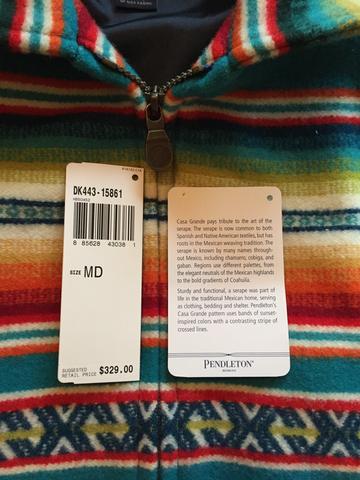 DK443-15861
8 85628 43038 1
SIZE MD
SUGGESTED
RETAIL PRICE $329.00
Casa Grande pays tribute to the art of the
serape. The serape is now common to both
Spanish and Native American textiles, but has
roots in the Mexican weaving tradition. The
serape is known by many names through-
out Mexico, including chamarro, cobija, and
gaban. Regions use different palettes, from
the elegant neutrals of the Mexican highlands
to the bold gradients of Coahuila.
Sturdy and functional, a serape was part of
life in the traditional Mexican home, serving
as clothing, bedding and shelter. Pendleton's
Casa Grande pattern uses bands of sunset-
inspired colors with a contrasting stripe of
crossed lines.
PENDLETON®